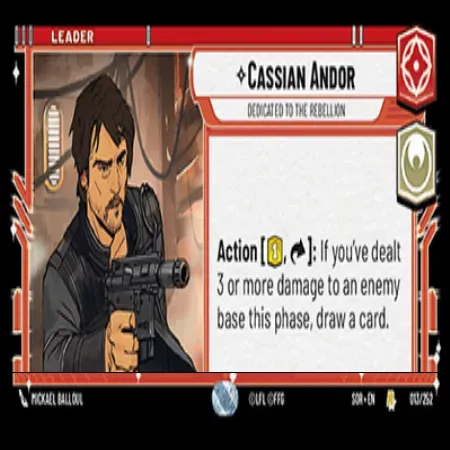 LEADER
CASSIAN ANDOR
DEDICATED TO THE REBELLION
Action [1, ]: If you've dealt
3 or more damage to an enemy
base this phase, draw a card.
MICKAEL BALLOUL ©LFL ©FFG SOR • EN 013/252